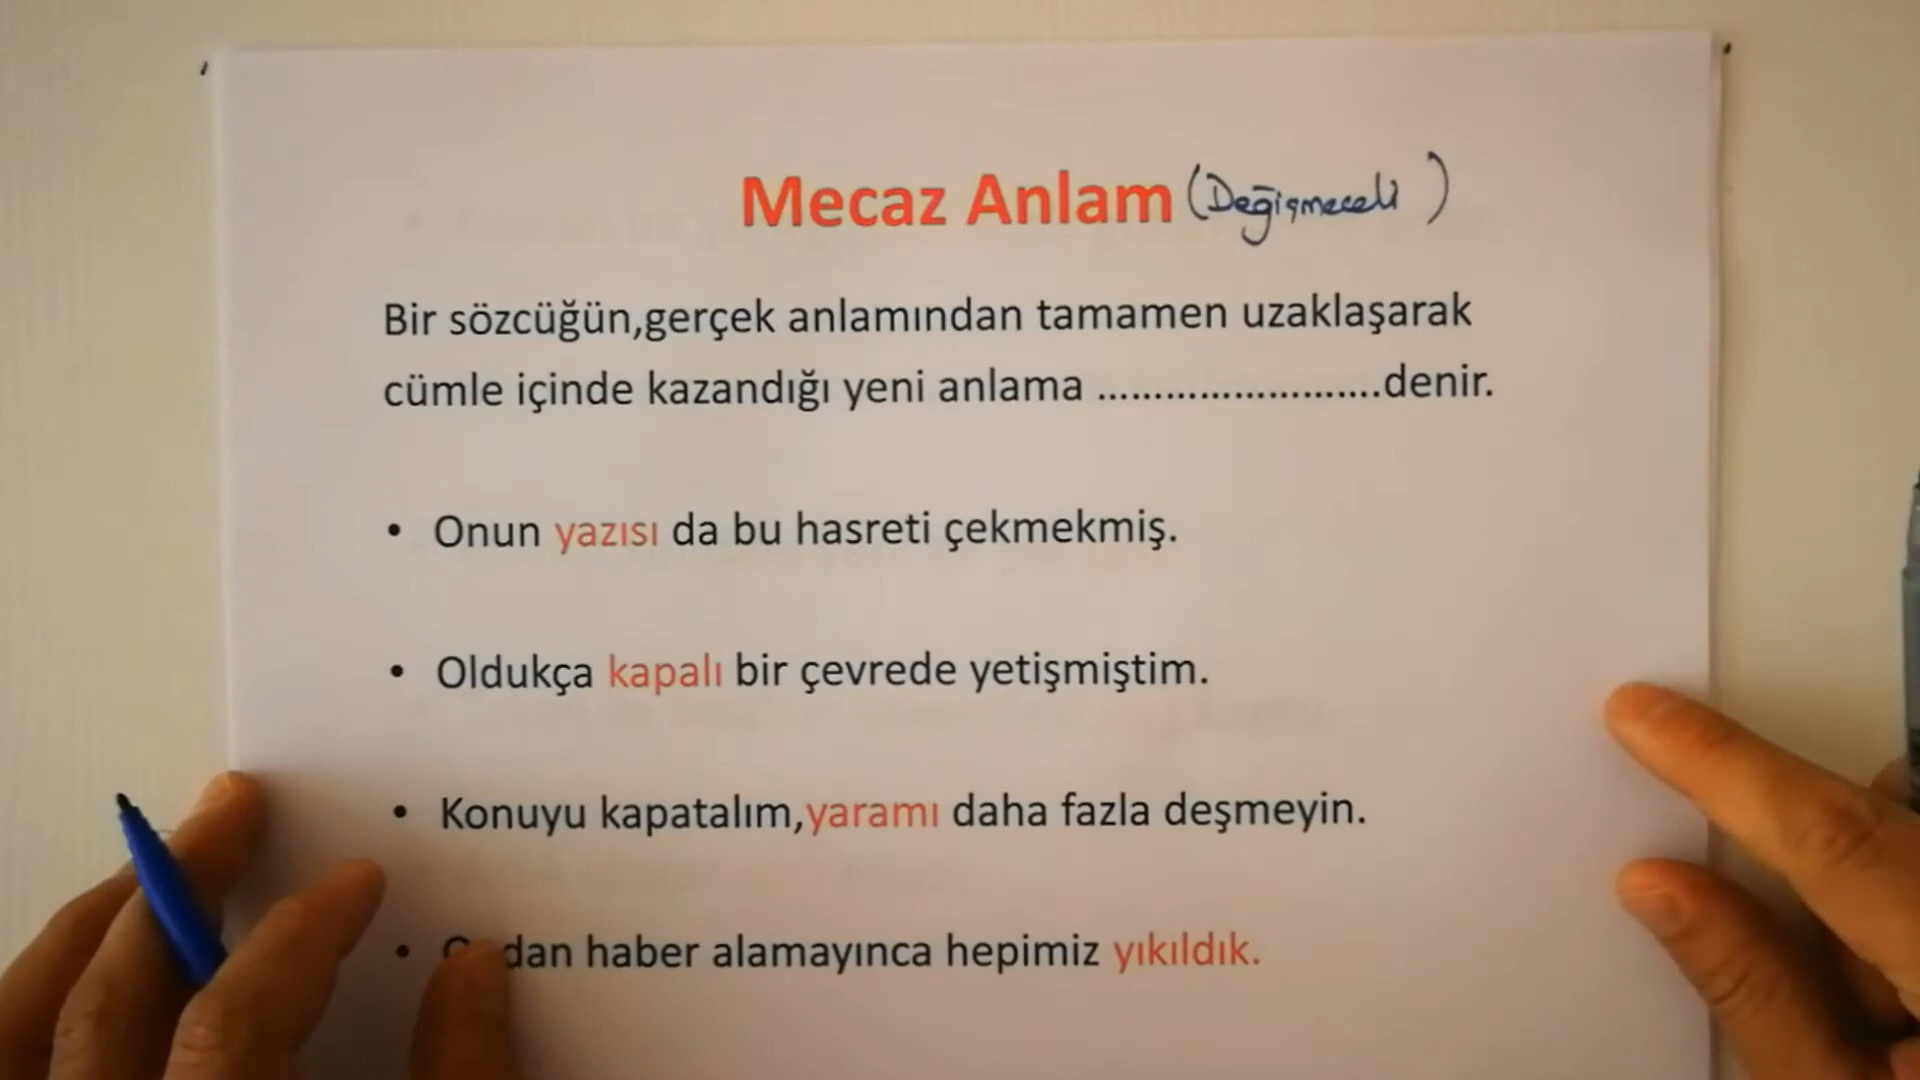 Mecaz Anlam (Değişmeceli )
Bir sözcüğün,gerçek anlamından tamamen uzaklaşarak
cümle içinde kazandığı yeni anlama .........................denir.
• Onun yazısı da bu hasreti çekmekmiş.
• Oldukça kapalı bir çevrede yetişmiştim.
• Konuyu kapatalım,yaramı daha fazla deşmeyin.
• haber alamayınca hepimiz yıkıldık.